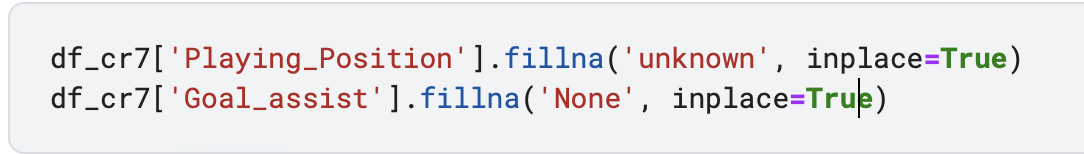 df_cr7['Playing_Position'].fillna('unknown', inplace=True)
df_cr7['Goal_assist'].fillna('None', inplace=True)